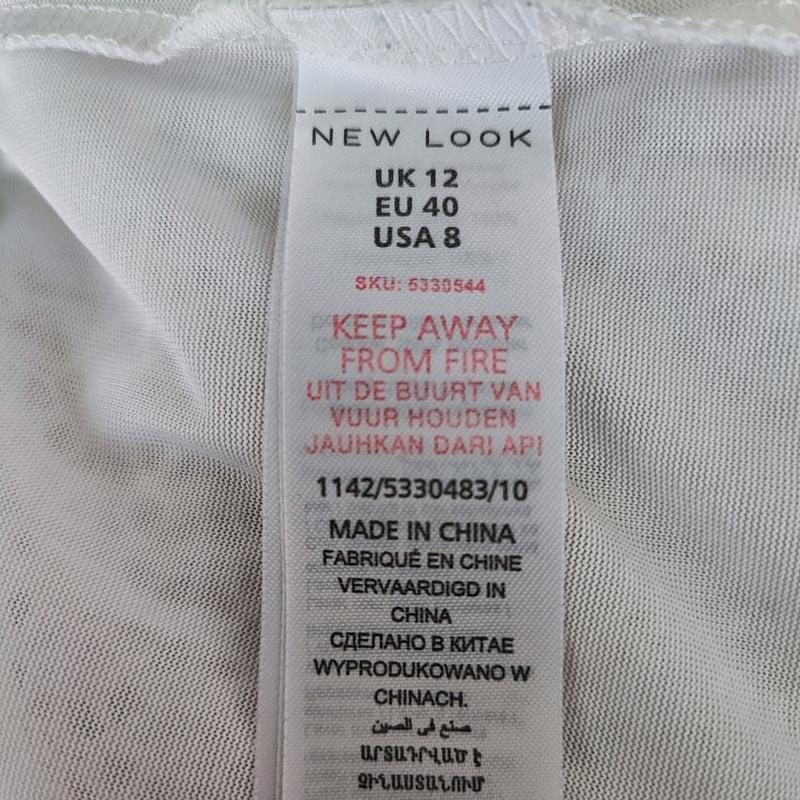 NEW LOOK
UK 12
EU 40
USA 8
SKU: 5330544
KEEP AWAY
FROM FIRE
UIT DE BUURT VAN
VUUR HOUDEN
JAUHKAN DARI API
1142/5330483/10
MADE IN CHINA
FABRIQUÉ EN CHINE
VERVAARDIGD IN
CHINA
СДЕЛАНО В КИТАЕ
WYPRODUKOWANO W
CHINACH.
صنع في الصين
ԱՐՏԱԴՐՎԱԾ Է
ՉԻՆԱՍՏԱՆՈՒՄ